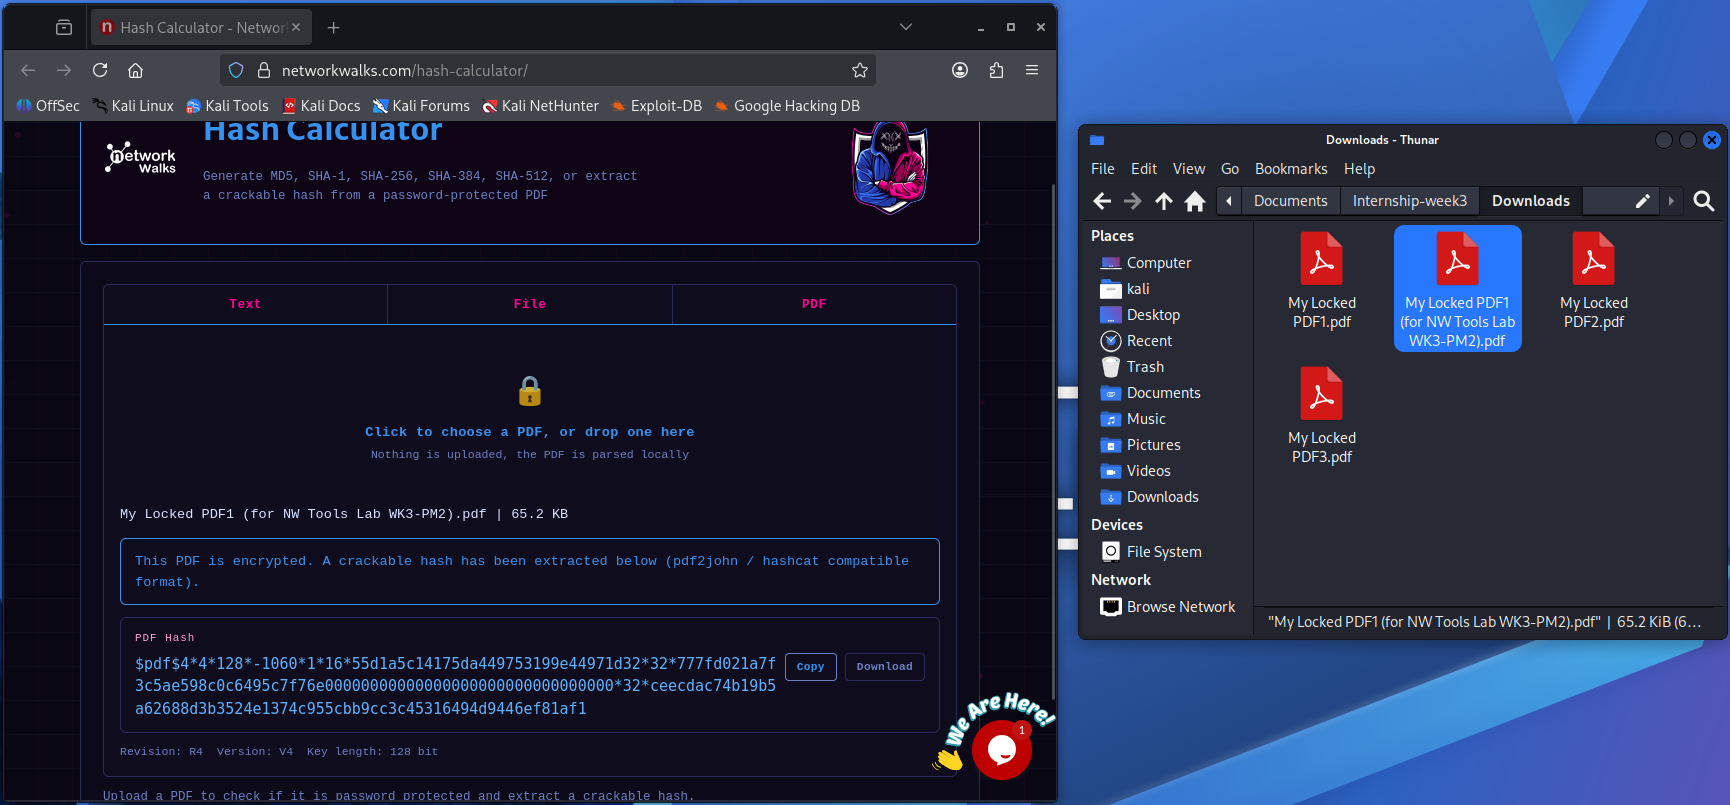 Hash Calculator - Networ
networkwalks.com/hash-calculator/
OffSec Kali Linux Kali Tools Kali Docs Kali Forums Kali NetHunter Exploit-DB Google Hacking DB
network
Walks
Hash Calculator
Generate MD5, SHA-1, SHA-256, SHA-384, SHA-512, or extract
a crackable hash from a password-protected PDF
Text File PDF
Click to choose a PDF, or drop one here
Nothing is uploaded, the PDF is parsed locally
My Locked PDF1 (for NW Tools Lab WK3-PM2).pdf | 65.2 KB
This PDF is encrypted. A crackable hash has been extracted below (pdf2john / hashcat compatible
format).
PDF Hash
$pdf$4*4*128*-1060*1*16*55d1a5c14175da449753199e44971d32*32*777fd021a7f
3c5ae598c0c6495c7f76e00000000000000000000000000000000*32*ceecdac74b19b5
a62688d3b3524e1374c955cbb9cc3c45316494d9446ef81af1
Copy Download
Revision: R4 Version: V4 Key length: 128 bit
Upload a PDF to check if it is password protected and extract a crackable hash.
We Are Here!
1
Downloads - Thunar
File Edit View Go Bookmarks Help
Documents Internship-week3 Downloads
Places
Computer
kali
Desktop
Recent
Trash
Documents
Music
Pictures
Videos
Downloads
Devices
File System
Network
Browse Network
My Locked
PDF1.pdf
My Locked PDF1
(for NW Tools Lab
WK3-PM2).pdf
My Locked
PDF2.pdf
My Locked
PDF3.pdf
"My Locked PDF1 (for NW Tools Lab WK3-PM2).pdf" | 65.2 KiB (6...